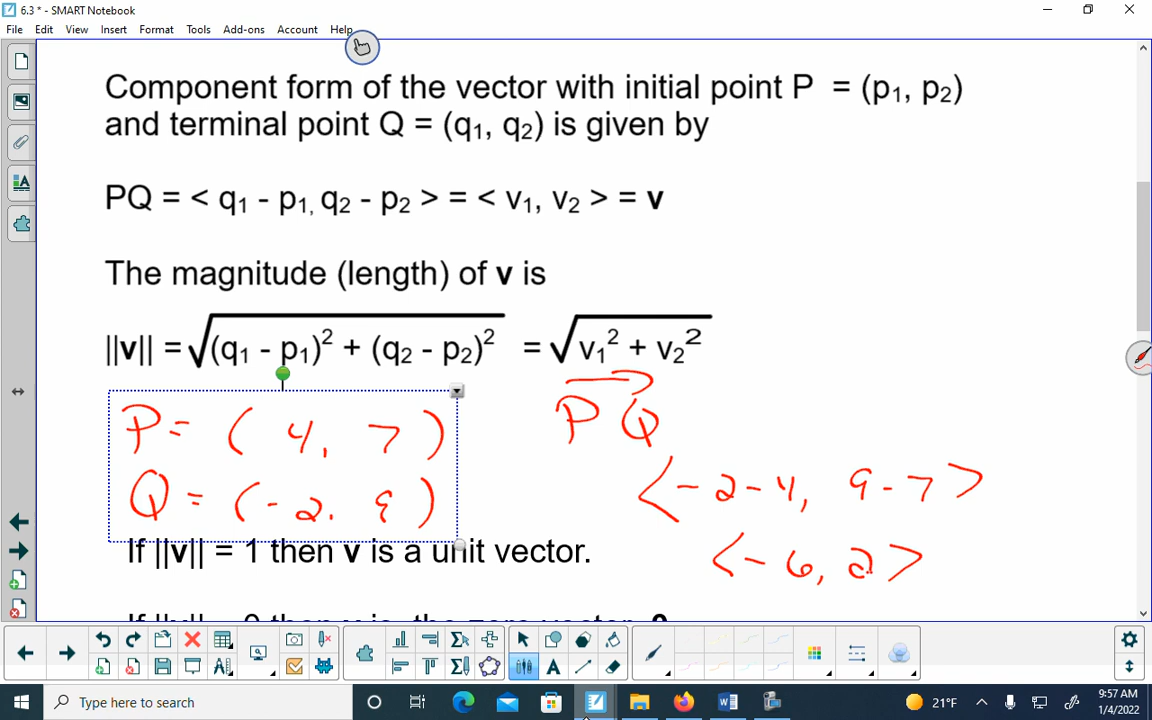 6.3 * - SMART Notebook
File Edit View Insert Format Tools Add-ons Account Help
Component form of the vector with initial point P = (p1, p2)
and terminal point Q = (q1, q2) is given by
PQ = < q1 - p1, q2 - p2 > = < v1, v2 > = v
The magnitude (length) of v is
||v|| = √(q1 - p1)² + (q2 - p2)² = √v1² + v2²
P = ( 4, 7 )
PQ
Q = (-2, 9)
<-2-4, 9-7>
If ||v|| = 1 then v is a unit vector.
<-6, 2>
Type here to search
21°F
9:57 AM
1/4/2022